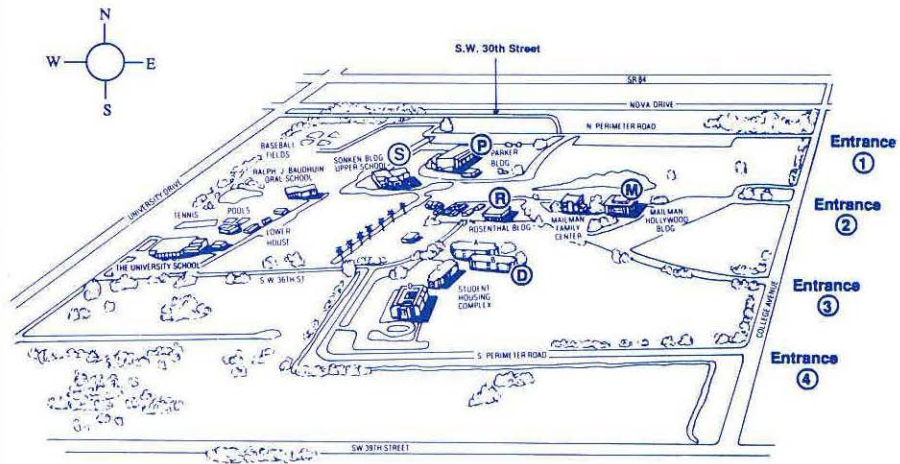 N
W E
S
S.W. 30th Street
SR 84
NOVA DRIVE
N PERIMETER ROAD
Entrance
1
BASEBALL
FIELDS
SONKEN BLDG
UPPER SCHOOL
S
P
PARKER
BLDG
RALPH J BAUDHUIN
ORAL SCHOOL
UNIVERSITY DRIVE
R
M
Entrance
2
TENNIS
POOLS
LOWER
HOUSE
ROSENTHAL BLDG
MAILMAN
FAMILY
CENTER
MAILMAN
HOLLYWOOD
BLDG
THE UNIVERSITY SCHOOL
S W 36TH ST
A
B
D
STUDENT
HOUSING
COMPLEX
Entrance
3
COLLEGE AVENUE
S PERIMETER ROAD
Entrance
4
SW 39TH STREET